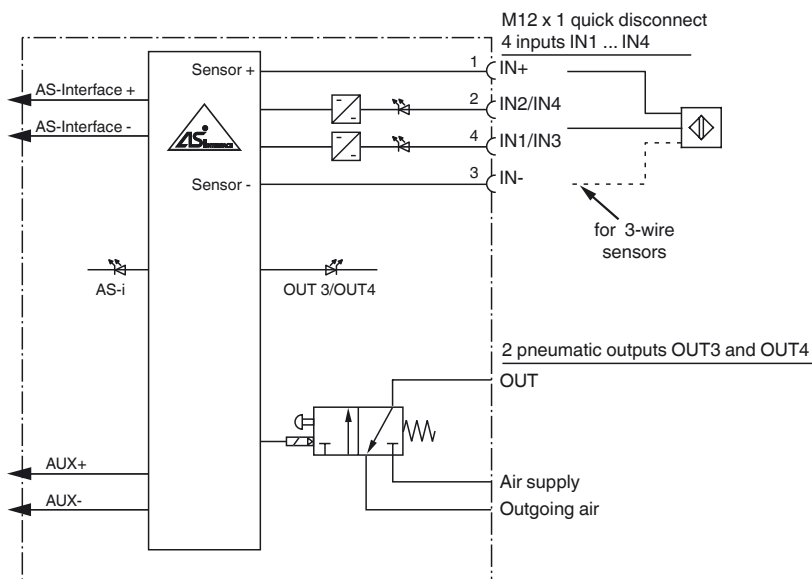 M12 x 1 quick disconnect
4 inputs IN1 ... IN4
Sensor +
1
IN+
AS-Interface +
2
IN2/IN4
AS-Interface -
4
IN1/IN3
Sensor -
3
IN-
for 3-wire
sensors
AS-i
OUT 3/OUT4
2 pneumatic outputs OUT3 and OUT4
OUT
AUX+
Air supply
AUX-
Outgoing air